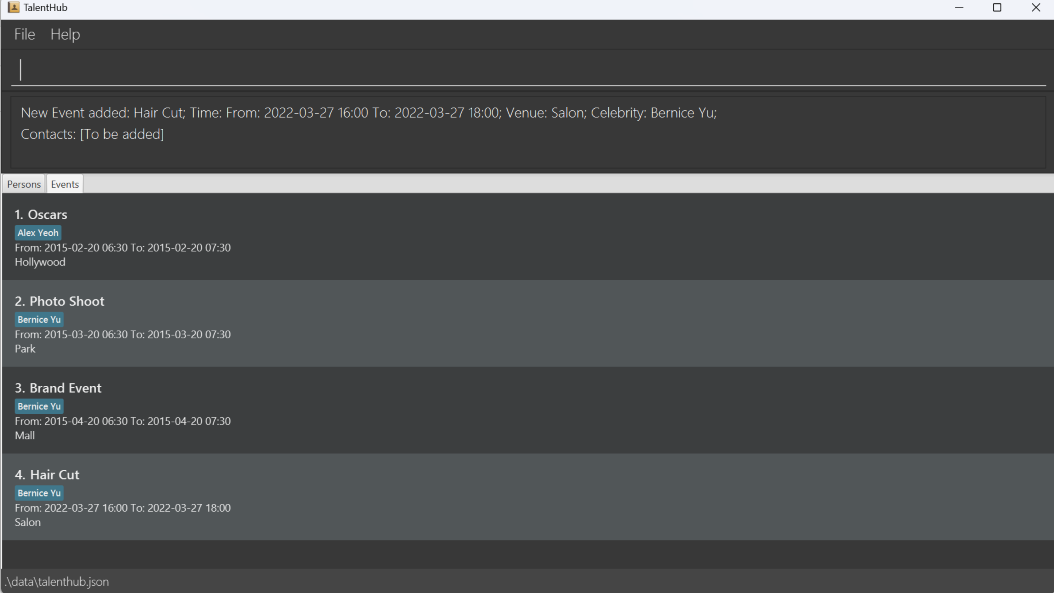 TalentHub
File Help
New Event added: Hair Cut; Time: From: 2022-03-27 16:00 To: 2022-03-27 18:00; Venue: Salon; Celebrity: Bernice Yu;
Contacts: [To be added]
Persons Events
1. Oscars
Alex Yeoh
From: 2015-02-20 06:30 To: 2015-02-20 07:30
Hollywood
2. Photo Shoot
Bernice Yu
From: 2015-03-20 06:30 To: 2015-03-20 07:30
Park
3. Brand Event
Bernice Yu
From: 2015-04-20 06:30 To: 2015-04-20 07:30
Mall
4. Hair Cut
Bernice Yu
From: 2022-03-27 16:00 To: 2022-03-27 18:00
Salon
.\data\talenthub.json